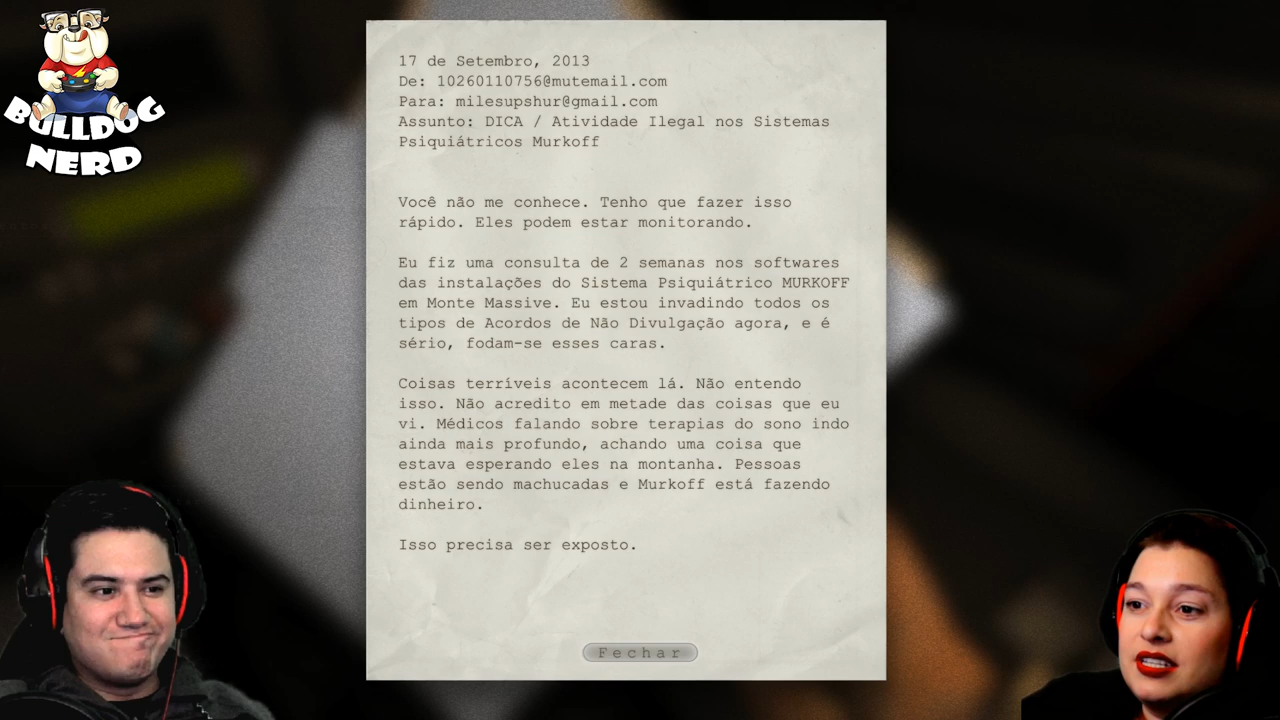 BULLDOG
NERD
17 de Setembro, 2013
De: 10260110756@mutemail.com
Para: milesupshur@gmail.com
Assunto: DICA / Atividade Ilegal nos Sistemas
Psiquiátricos Murkoff
Você não me conhece. Tenho que fazer isso
rápido. Eles podem estar monitorando.
Eu fiz uma consulta de 2 semanas nos softwares
das instalações do Sistema Psiquiátrico MURKOFF
em Monte Massive. Eu estou invadindo todos os
tipos de Acordos de Não Divulgação agora, e é
sério, fodam-se esses caras.
Coisas terríveis acontecem lá. Não entendo
isso. Não acredito em metade das coisas que eu
vi. Médicos falando sobre terapias do sono indo
ainda mais profundo, achando uma coisa que
estava esperando eles na montanha. Pessoas
estão sendo machucadas e Murkoff está fazendo
dinheiro.
Isso precisa ser exposto.
Fechar